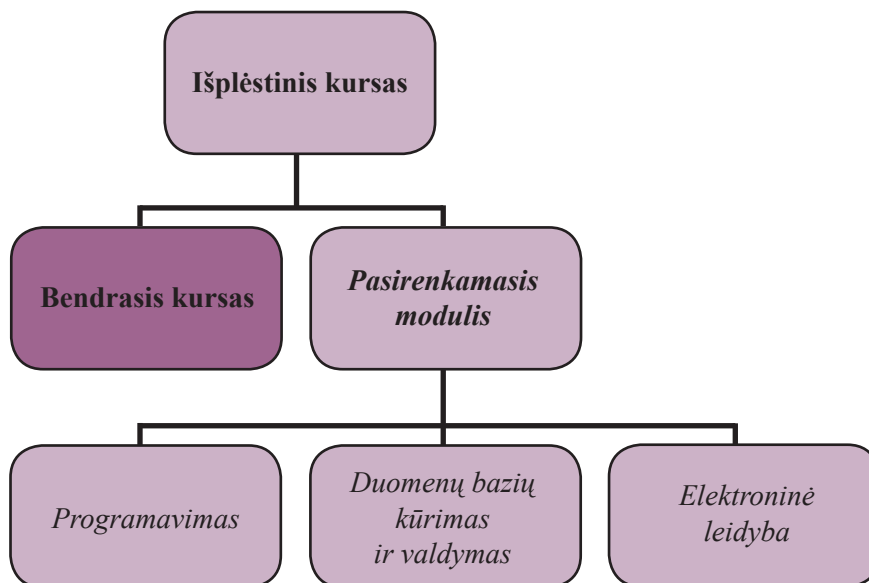 Išplėstinis kursas
Bendrasis kursas
Pasirenkamasis
modulis
Programavimas
Duomenų bazių
kūrimas
ir valdymas
Elektroninė
leidyba